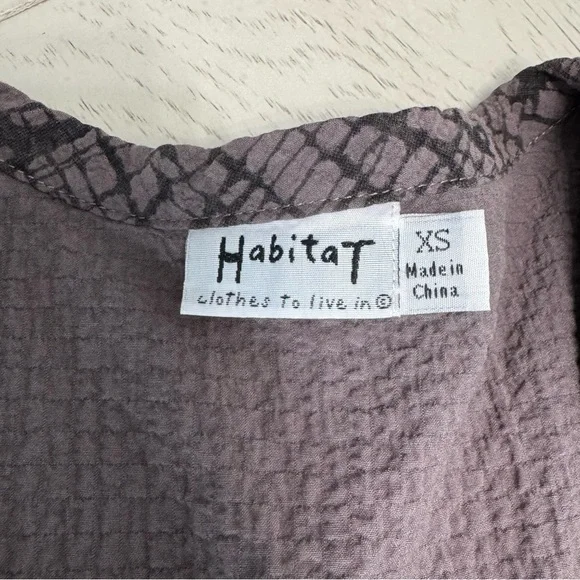 HabitaT
clothes to live in ©
XS
Made in
China